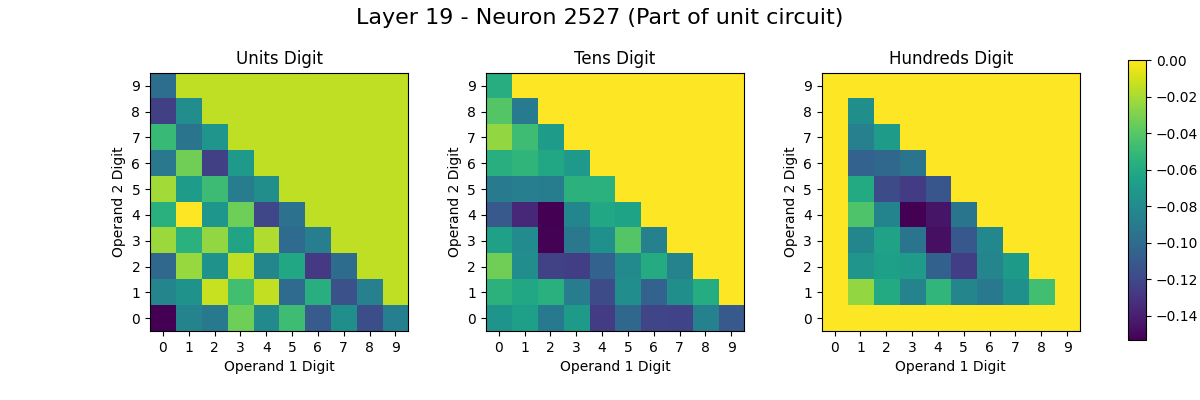 Layer 19 - Neuron 2527 (Part of unit circuit)
Units Digit
Tens Digit
Hundreds Digit
Operand 2 Digit
9
8
7
6
5
4
3
2
1
0
0 1 2 3 4 5 6 7 8 9
Operand 1 Digit
Operand 2 Digit
9
8
7
6
5
4
3
2
1
0
0 1 2 3 4 5 6 7 8 9
Operand 1 Digit
Operand 2 Digit
9
8
7
6
5
4
3
2
1
0
0 1 2 3 4 5 6 7 8 9
Operand 1 Digit
0.00
−0.02
−0.04
−0.06
−0.08
−0.10
−0.12
−0.14